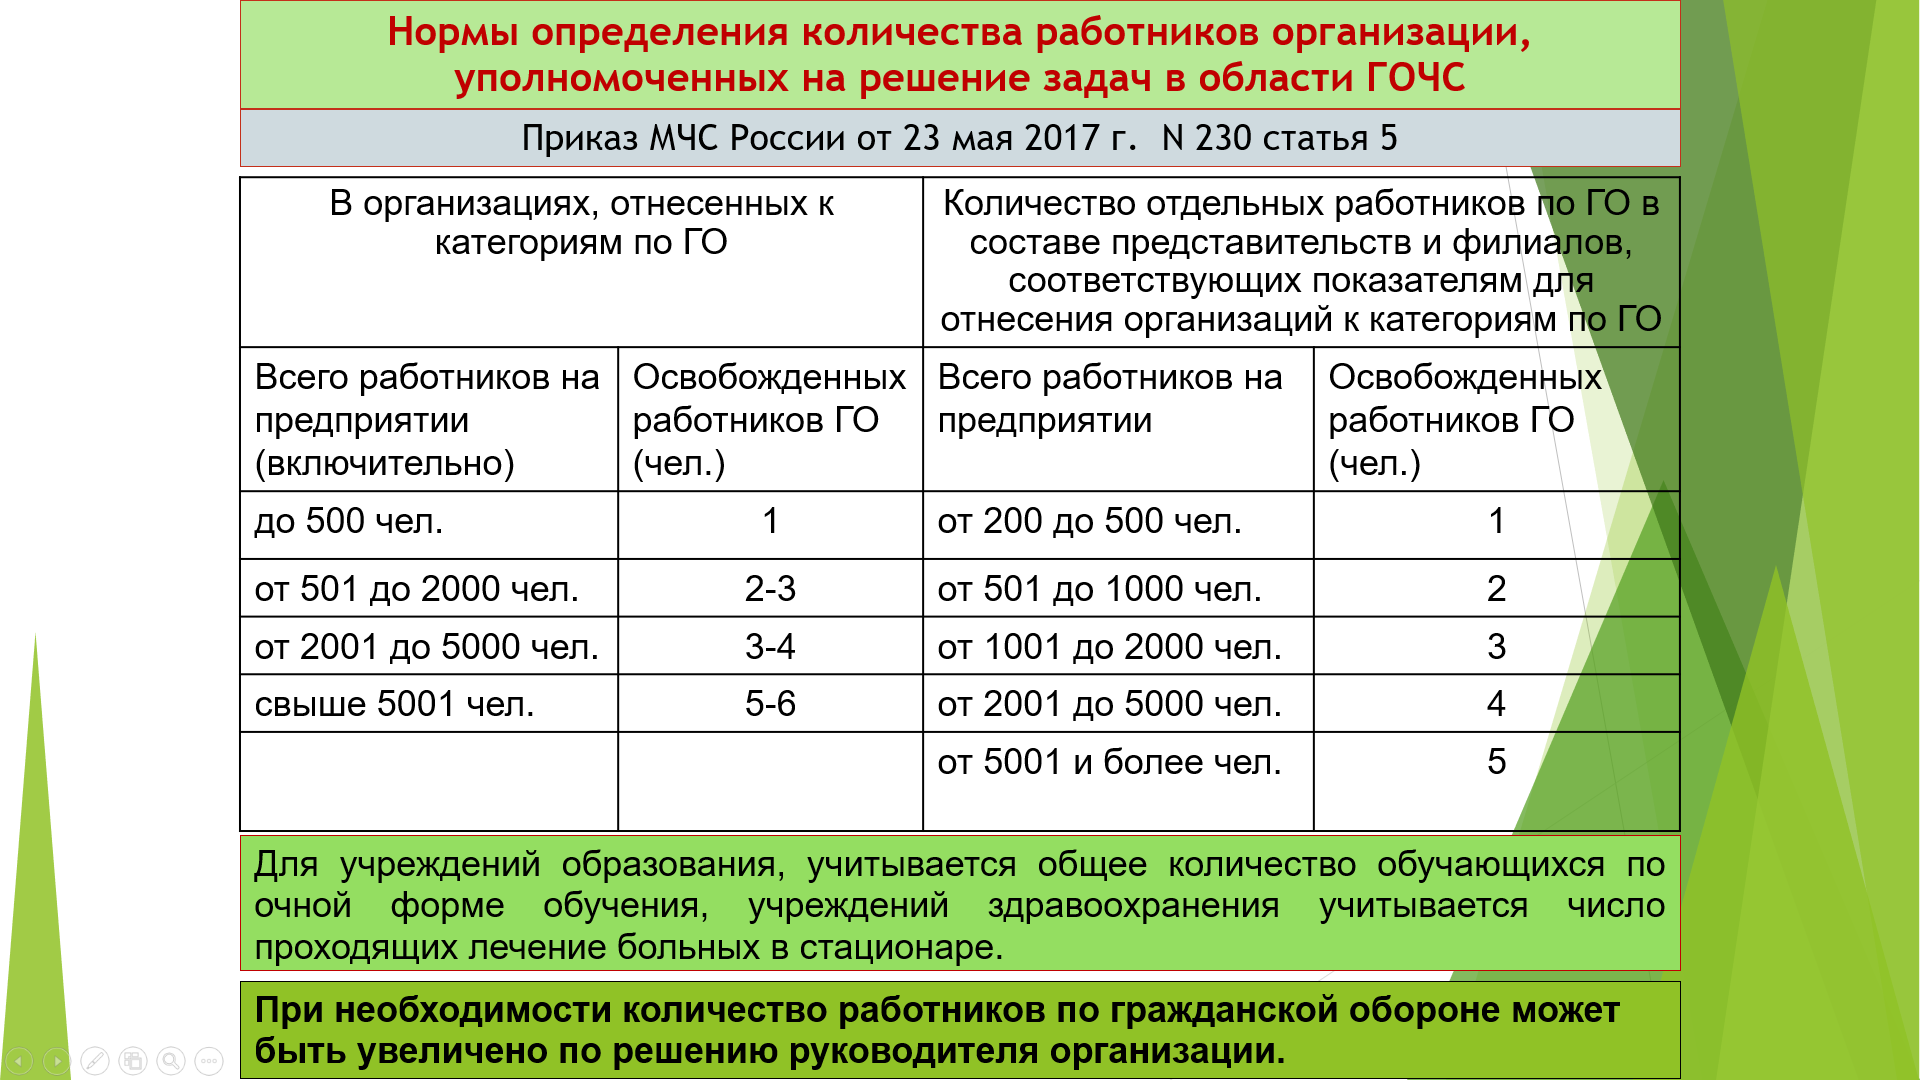 Нормы определения количества работников организации,
уполномоченных на решение задач в области ГОЧС
Приказ МЧС России от 23 мая 2017 г.  N 230 статья 5
В организациях, отнесенных к
категориям по ГО
Количество отдельных работников по ГО в
составе представительств и филиалов,
соответствующих показателям для
отнесения организаций к категориям по ГО
Всего работников на
предприятии
(включительно)
Освобожденных
работников ГО
(чел.)
Всего работников на
предприятии
Освобожденных
работников ГО
(чел.)
до 500 чел.
1
от 200 до 500 чел.
1
от 501 до 2000 чел.
2-3
от 501 до 1000 чел.
2
от 2001 до 5000 чел.
3-4
от 1001 до 2000 чел.
3
свыше 5001 чел.
5-6
от 2001 до 5000 чел.
4
от 5001 и более чел.
5
Для учреждений образования, учитывается общее количество обучающихся по
очной форме обучения, учреждений здравоохранения учитывается число
проходящих лечение больных в стационаре.
При необходимости количество работников по гражданской обороне может
быть увеличено по решению руководителя организации.